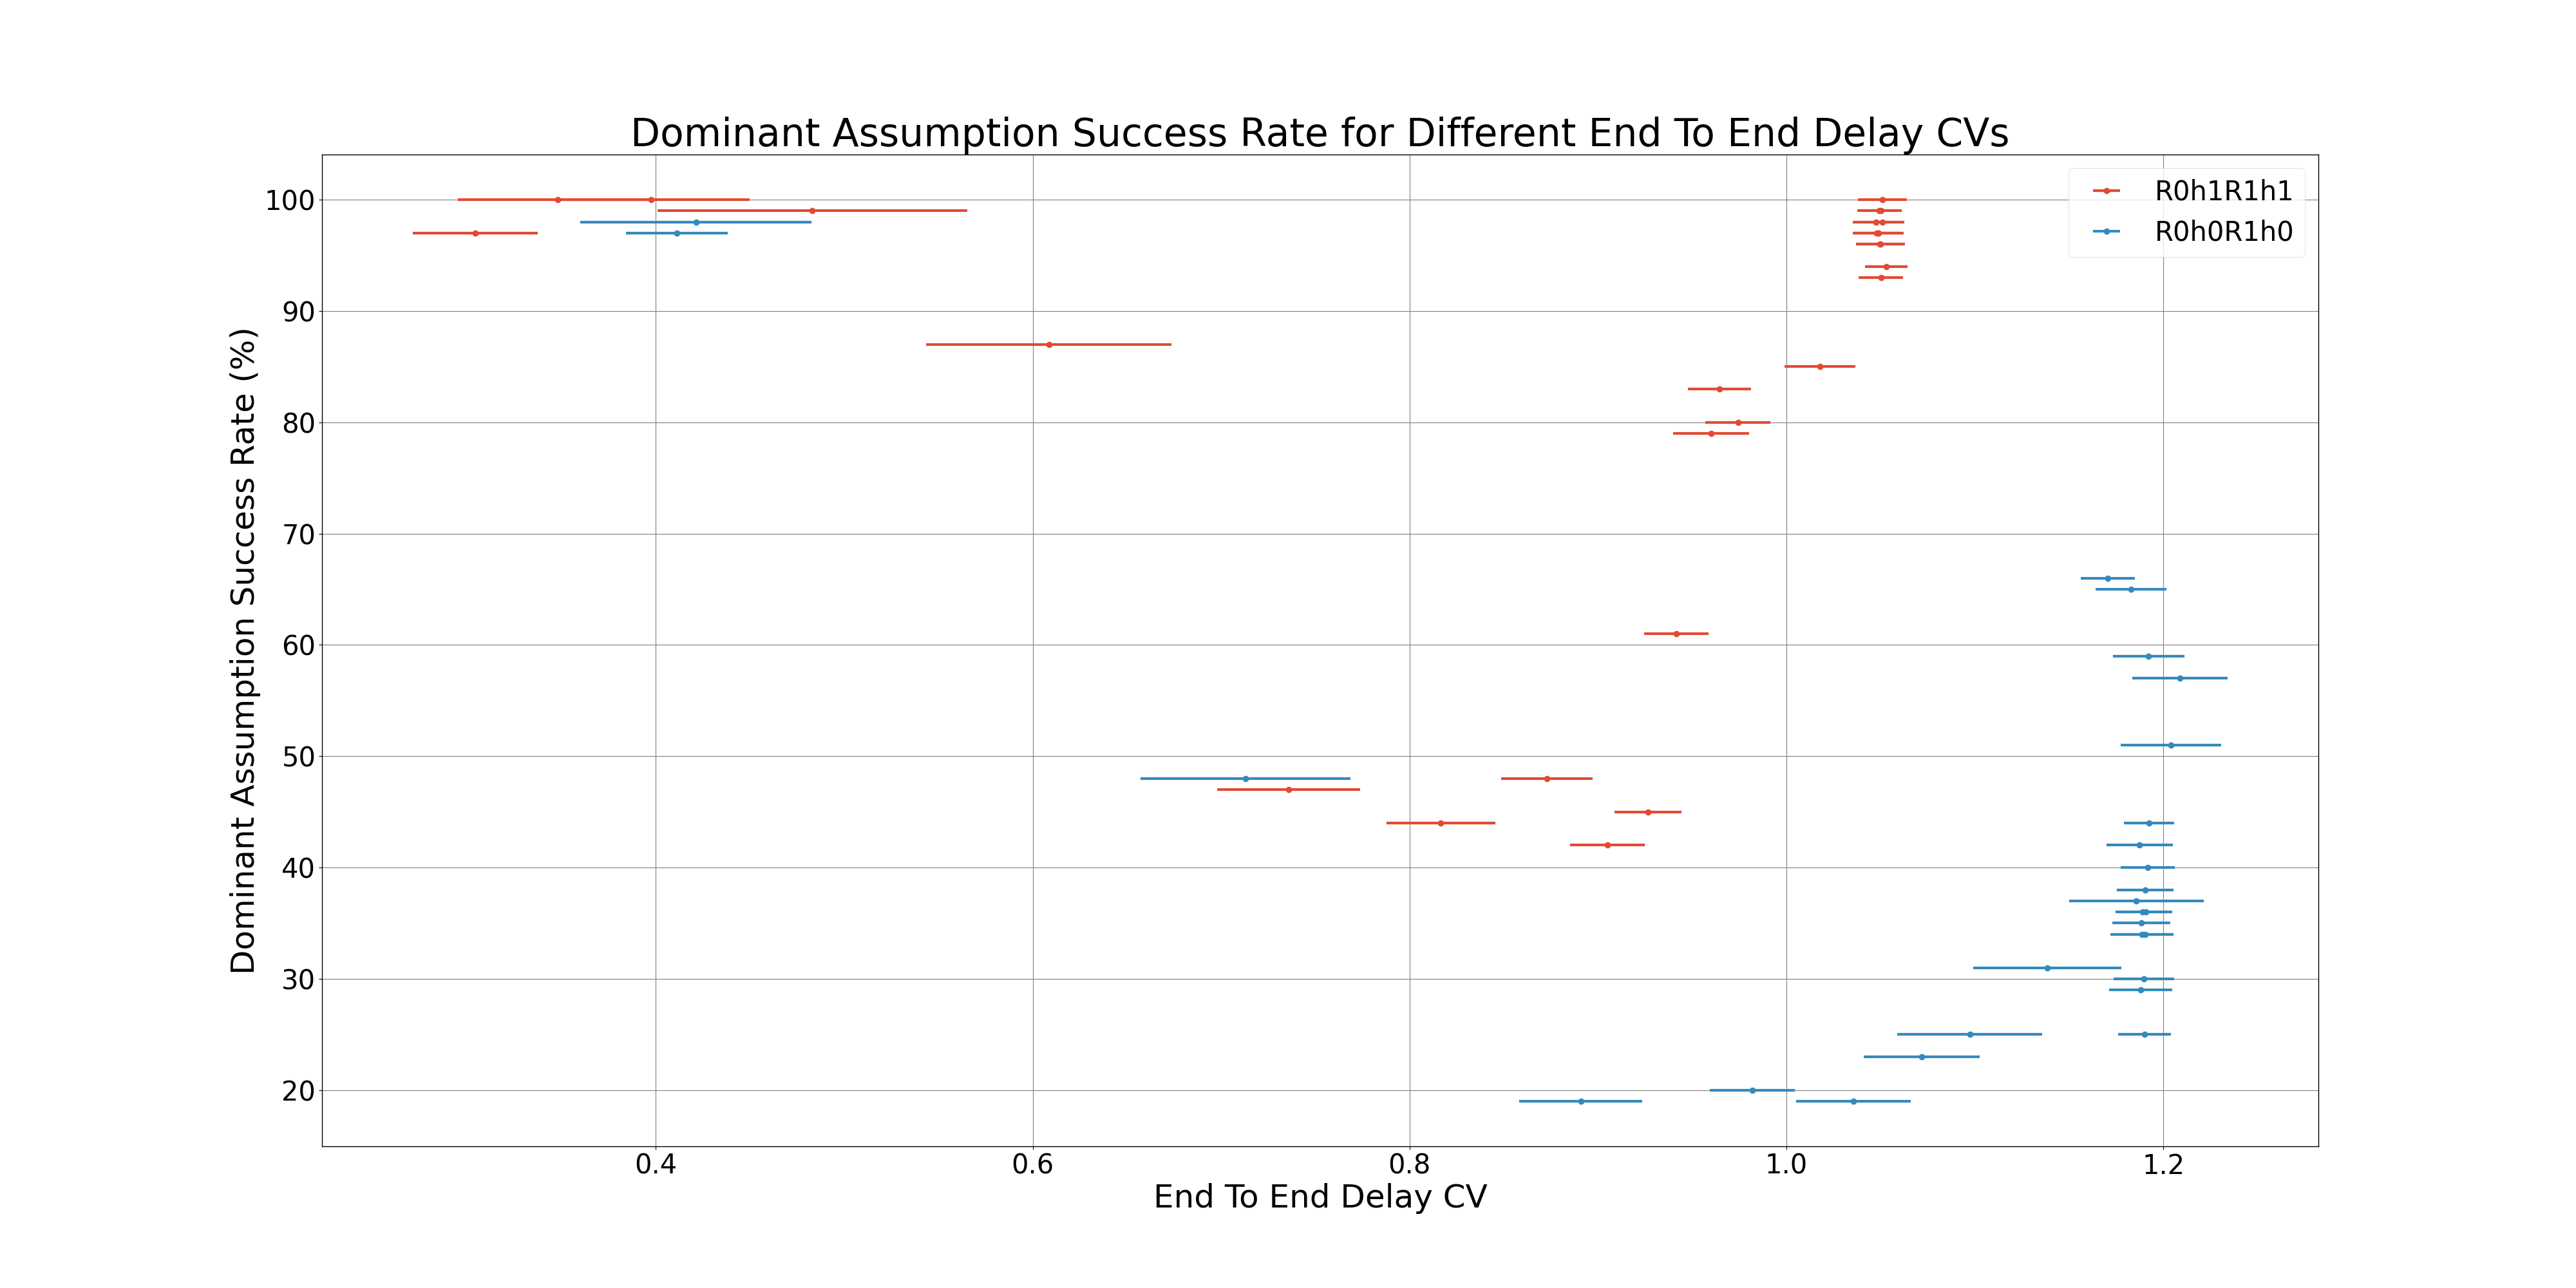 Dominant Assumption Success Rate for Different End To End Delay CVs
R0h1R1h1
R0h0R1h0
Dominant Assumption Success Rate (%)
100
90
80
70
60
50
40
30
20
0.4 0.6 0.8 1.0 1.2
End To End Delay CV